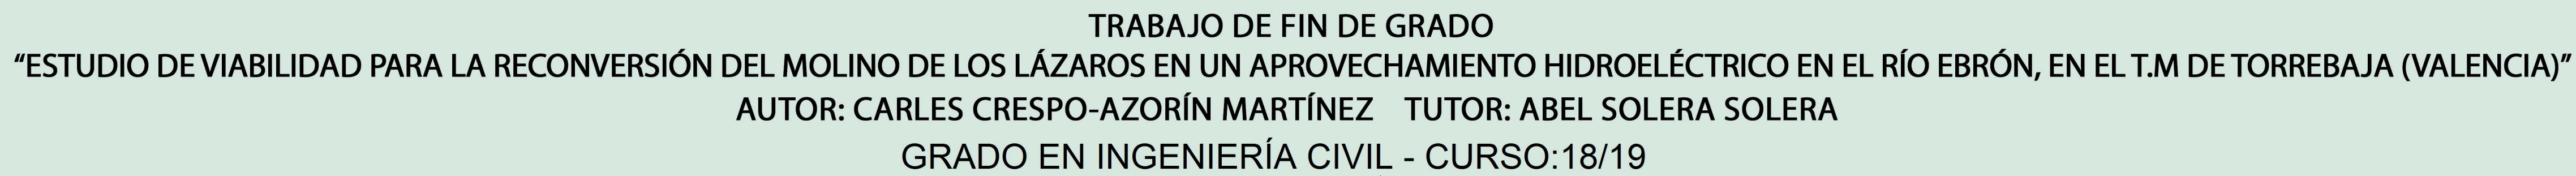 TRABAJO DE FIN DE GRADO
“ESTUDIO DE VIABILIDAD PARA LA RECONVERSIÓN DEL MOLINO DE LOS LÁZAROS EN UN APROVECHAMIENTO HIDROELÉCTRICO EN EL RÍO EBRÓN, EN EL T.M DE TORREBAJA (VALENCIA)”
AUTOR: CARLES CRESPO-AZORÍN MARTÍNEZ TUTOR: ABEL SOLERA SOLERA
GRADO EN INGENIERÍA CIVIL - CURSO:18/19